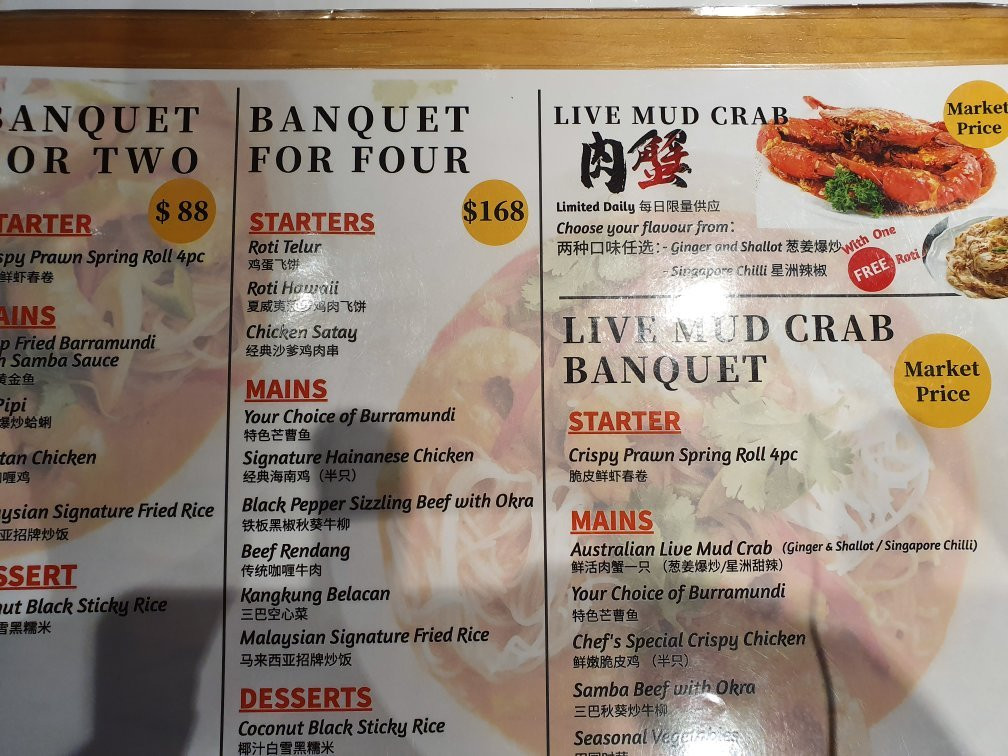 BANQUET
FOR TWO
$ 88
STARTER
Crispy Prawn Spring Roll 4pc
鲜虾春卷
MAINS
Fried Barramundi
Samba Sauce
黄金鱼
Pipi
爆炒蛤蜊
Chicken
Signature Fried Rice
招牌炒饭
DESSERT
Black Sticky Rice
雪黑糯米
BANQUET
FOR FOUR
$168
STARTERS
Roti Telur
鸡蛋飞饼
Roti Hawaii
夏威夷 鸡肉飞饼
Chicken Satay
经典沙爹鸡肉串
MAINS
Your Choice of Burramundi
特色芒曹鱼
Signature Hainanese Chicken
经典海南鸡（半只）
Black Pepper Sizzling Beef with Okra
铁板黑椒秋葵牛柳
Beef Rendang
传统咖喱牛肉
Kangkung Belacan
三巴空心菜
Malaysian Signature Fried Rice
马来西亚招牌炒饭
DESSERTS
Coconut Black Sticky Rice
椰汁白雪黑糯米
LIVE MUD CRAB
肉蟹
Market
Price
Limited Daily 每日限量供应
Choose your flavour from:
两种口味任选:- Ginger and Shallot 葱姜爆炒
- Singapore Chilli 星洲辣椒
With One
FREE Roti
LIVE MUD CRAB
BANQUET
Market
Price
STARTER
Crispy Prawn Spring Roll 4pc
脆皮鲜虾春卷
MAINS
Australian Live Mud Crab (Ginger & Shallot / Singapore Chilli)
鲜活肉蟹一只 （葱姜爆炒/星洲甜辣）
Your Choice of Burramundi
特色芒曹鱼
Chef's Special Crispy Chicken
鲜嫩脆皮鸡 （半只）
Samba Beef with Okra
三巴秋葵炒牛柳
Seasonal Vegetables